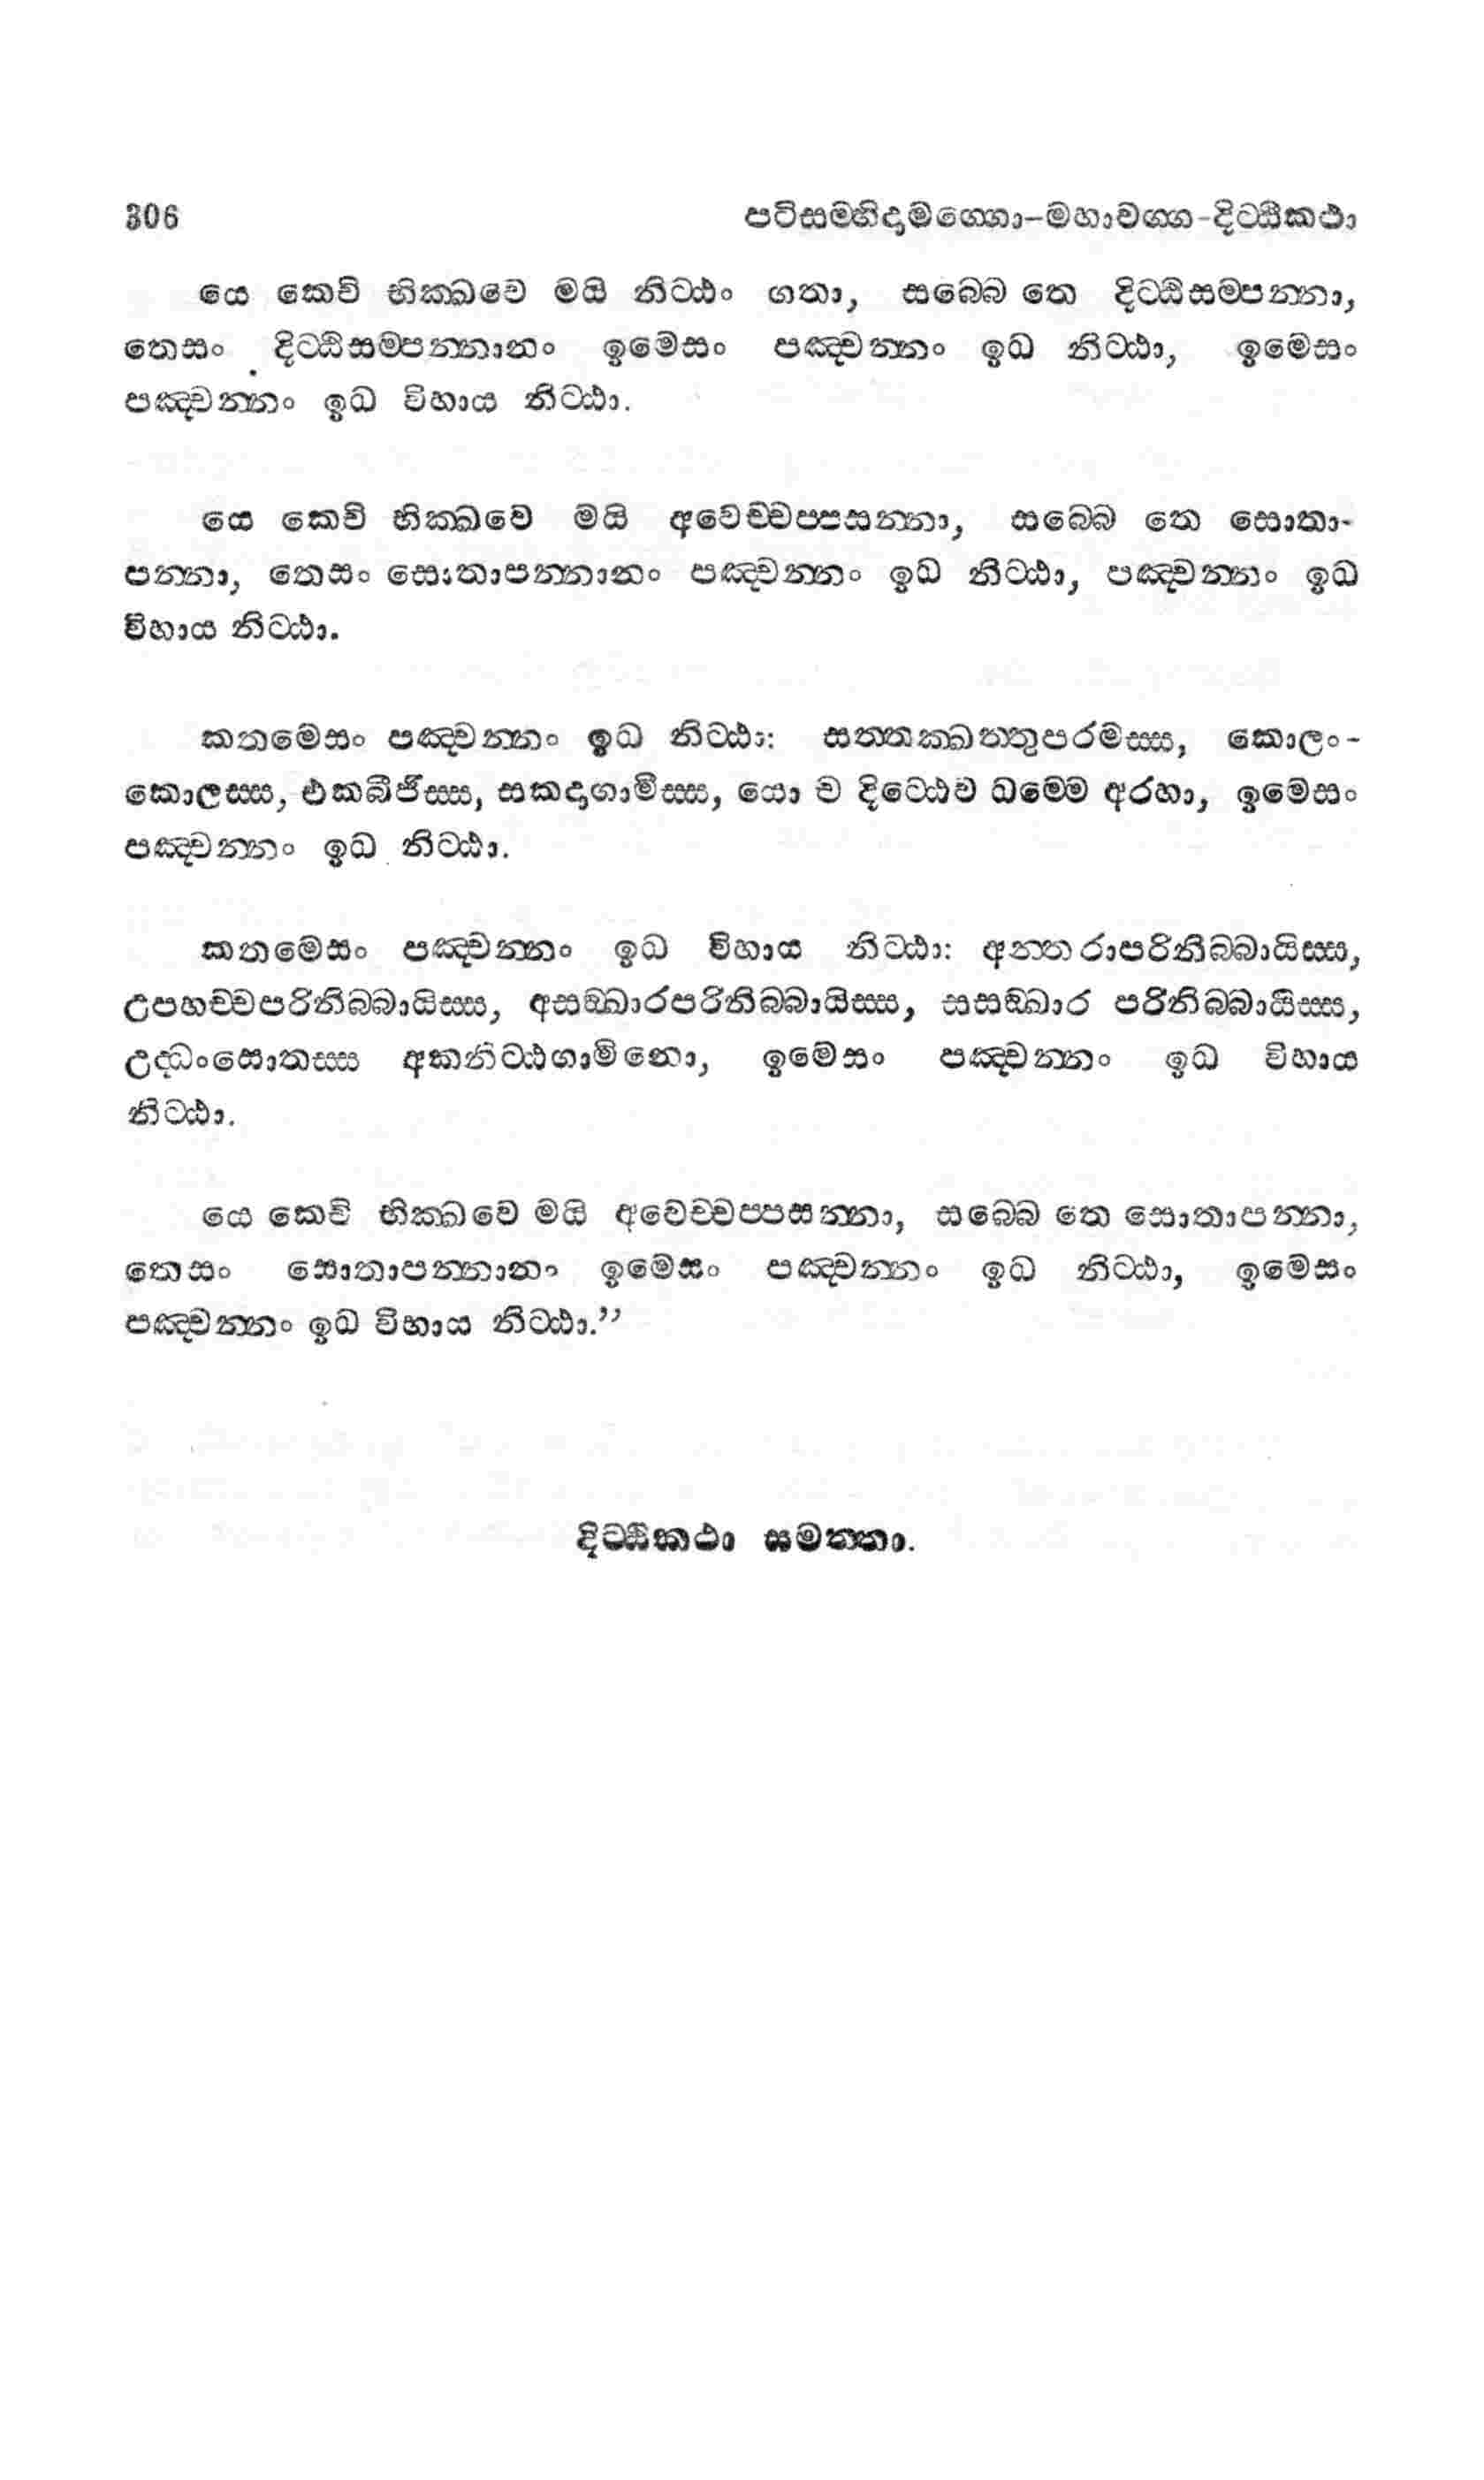 306 පටිසම්භිදාමග්ගො–මහාවග්ග-දිට්ඨිකථා
යෙ කෙචි භික්ඛවෙ මයි නිට්ඨං ගතා, සබ්බෙ තෙ දිට්ඨිසම්පන්නා,
තෙසං දිට්ඨිසම්පන්නානං ඉමෙසං පඤ්චන්නං ඉධ නිට්ඨා, ඉමෙසං
පඤ්චන්නං ඉධ විහාය නිට්ඨා.
යෙ කෙචි භික්ඛවෙ මයි අවෙච්චප්පසන්නා, සබ්බෙ තෙ සොතා-
පන්නා, තෙසං සොතාපන්නානං පඤ්චන්නං ඉධ නිට්ඨා, පඤ්චන්නං ඉධ
විහාය නිට්ඨා.
කතමෙසං පඤ්චන්නං ඉධ නිට්ඨා: සත්තක්ඛත්තුපරමස්ස, කොලං-
කොලස්ස, එකබීජිස්ස, සකදාගාමිස්ස, යො ච දිට්ඨෙව ධම්මෙ අරහා, ඉමෙසං
පඤ්චන්නං ඉධ නිට්ඨා.
කතමෙසං පඤ්චන්නං ඉධ විහාය නිට්ඨා: අන්තරාපරිනිබ්බායිස්ස,
උපහච්චපරිනිබ්බායිස්ස, අසඞ්ඛාරපරිනිබ්බායිස්ස, සසඞ්ඛාර පරිනිබ්බායිස්ස,
උද්ධංසොතස්ස අකනිට්ඨගාමිනො, ඉමෙසං පඤ්චන්නං ඉධ විහාය
නිට්ඨා.
යෙ කෙචි භික්ඛවෙ මයි අවෙච්චප්පසන්නා, සබ්බෙ තෙ සොතාපන්නා,
තෙසං සොතාපන්නානං ඉමෙසං පඤ්චන්නං ඉධ නිට්ඨා, ඉමෙසං
පඤ්චන්නං ඉධ විහාය නිට්ඨා.”
දිට්ඨිකථා සමත්තා.